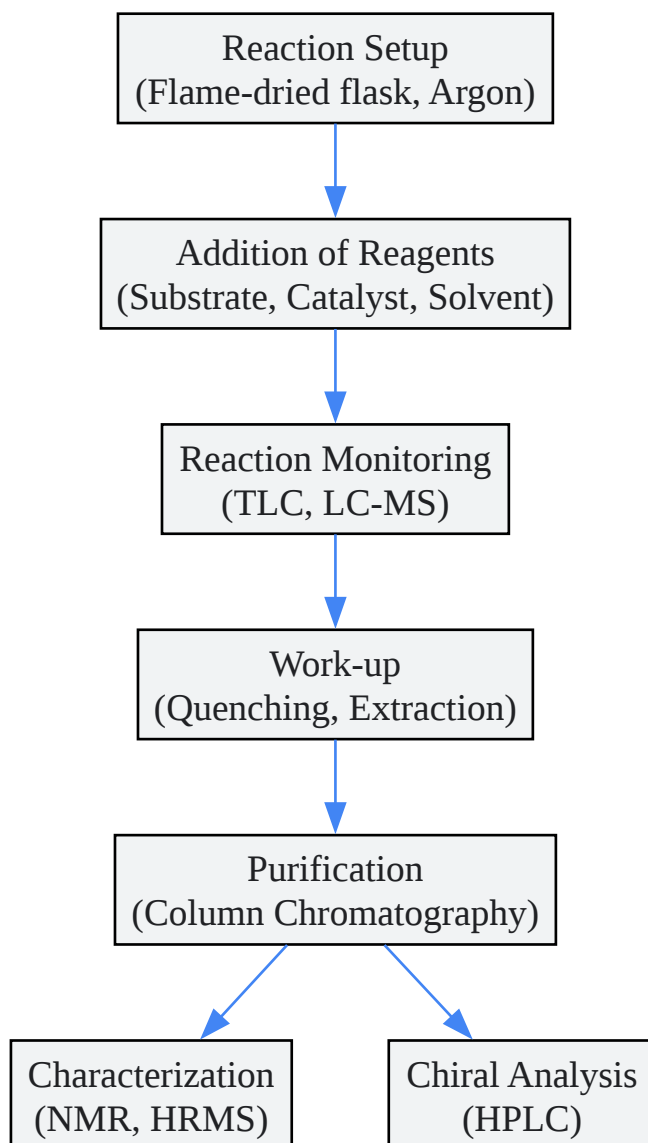 Reaction Setup
(Flame-dried flask, Argon)
Addition of Reagents
(Substrate, Catalyst, Solvent)
Reaction Monitoring
(TLC, LC-MS)
Work-up
(Quenching, Extraction)
Purification
(Column Chromatography)
Characterization
(NMR, HRMS)
Chiral Analysis
(HPLC)